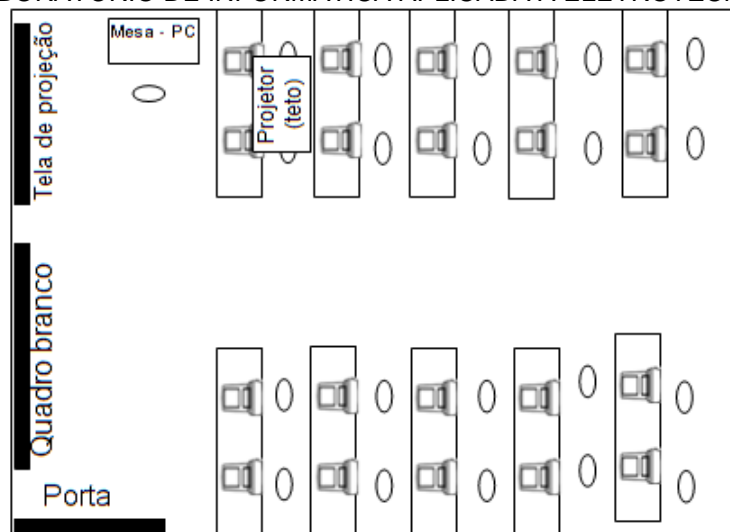 Mesa - PC
Tela de projeção
Projetor
(teto)
Quadro branco
Porta